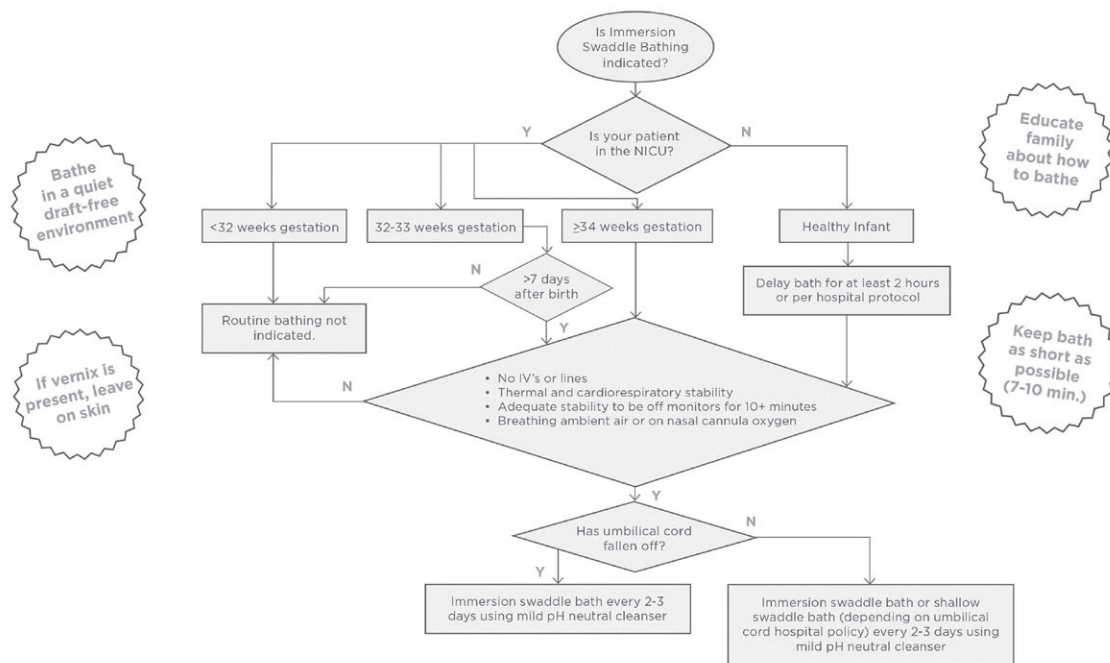 Is Immersion
Swaddle Bathing
indicated?
Y
Is your patient
in the NICU?
N
Bathe
in a quiet
draft-free
environment
Educate
family
about how
to bathe
<32 weeks gestation
32-33 weeks gestation
≥34 weeks gestation
Healthy Infant
N
>7 days
after birth
Y
Delay bath for at least 2 hours
or per hospital protocol
Routine bathing not
indicated.
If vernix is
present, leave
on skin
Keep bath
as short as
possible
(7-10 min.)
N
• No IV's or lines
• Thermal and cardiorespiratory stability
• Adequate stability to be off monitors for 10+ minutes
• Breathing ambient air or on nasal cannula oxygen
Y
Has umbilical cord
fallen off?
N
Y
Immersion swaddle bath every 2-3
days using mild pH neutral cleanser
Immersion swaddle bath or shallow
swaddle bath (depending on umbilical
cord hospital policy) every 2-3 days using
mild pH neutral cleanser